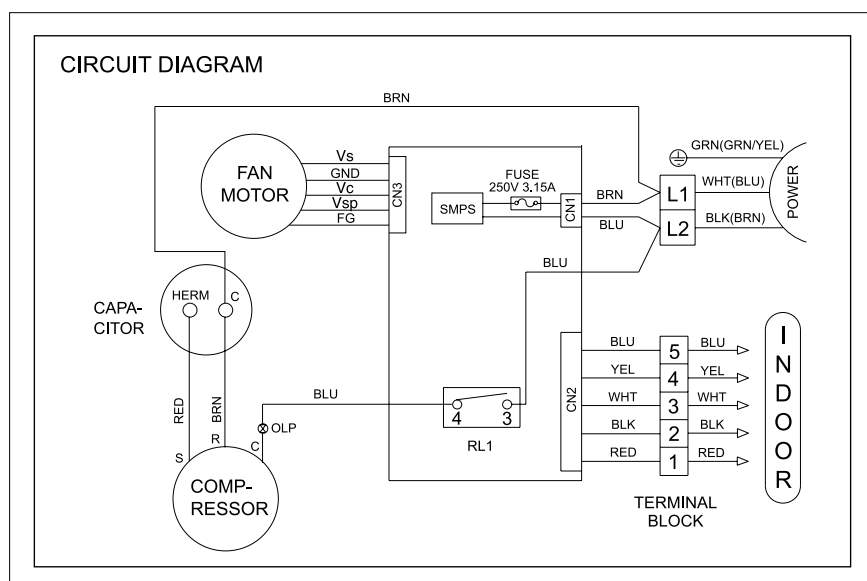 CIRCUIT DIAGRAM
BRN
GRN(GRN/YEL)
FAN
MOTOR
Vs
GND
Vc
Vsp
FG
CN3
FUSE
250V 3.15A
SMPS
CN1
BRN
BLU
L1
L2
WHT(BLU)
BLK(BRN)
POWER
BLU
CAPA-
CITOR
HERM
C
RED
BRN
BLU
OLP
S
R
C
COMP-
RESSOR
4
3
RL1
CN2
BLU
5
BLU
YEL
4
YEL
WHT
3
WHT
BLK
2
BLK
RED
1
RED
TERMINAL
BLOCK
INDOOR